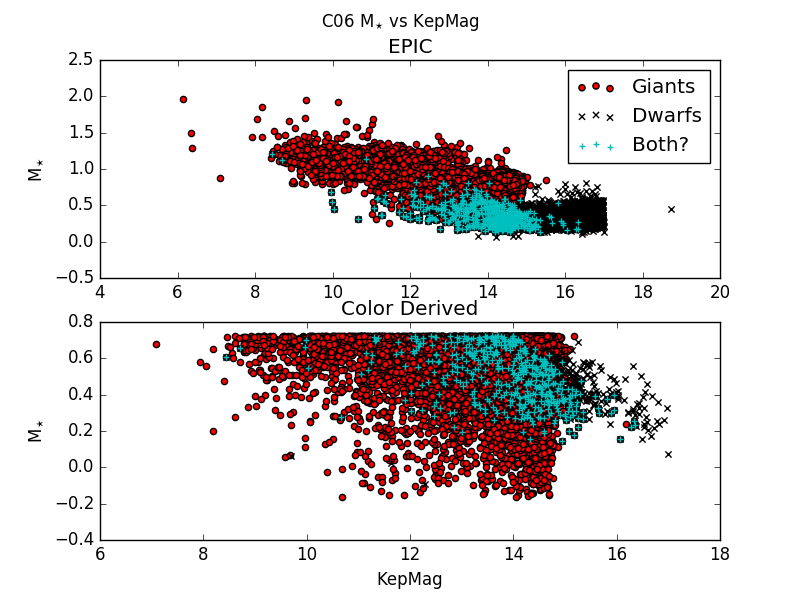 C06 M⋆ vs KepMag
EPIC
2.5
2.0
1.5
1.0
0.5
0.0
−0.5
M⋆
Giants
Dwarfs
Both?
4 6 8 10 12 14 16 18 20
Color Derived
0.8
0.6
0.4
0.2
0.0
−0.2
−0.4
M⋆
6 8 10 12 14 16 18
KepMag